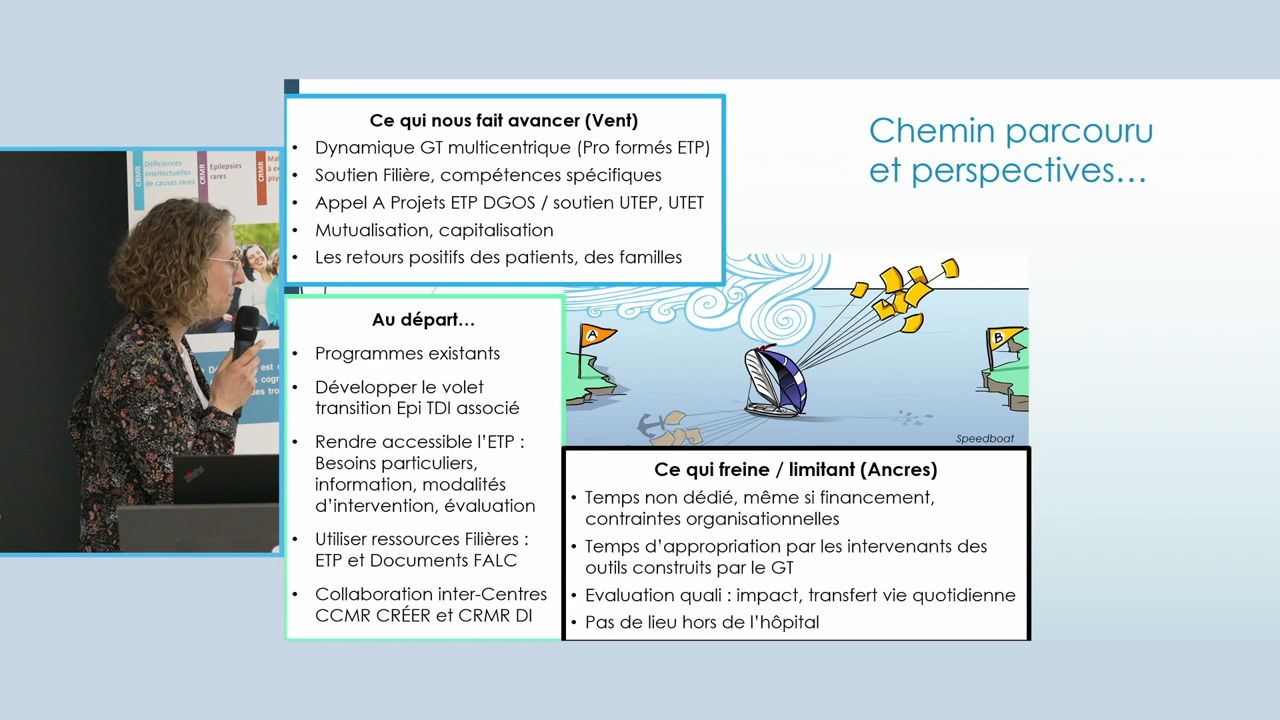 Chemin parcouru
et perspectives…
Ce qui nous fait avancer (Vent)
• Dynamique GT multicentrique (Pro formés ETP)
• Soutien Filière, compétences spécifiques
• Appel A Projets ETP DGOS / soutien UTEP, UTET
• Mutualisation, capitalisation
• Les retours positifs des patients, des familles
Au départ…
• Programmes existants
• Développer le volet
transition Epi TDI associé
• Rendre accessible l’ETP :
Besoins particuliers,
information, modalités
d’intervention, évaluation
• Utiliser ressources Filières :
ETP et Documents FALC
• Collaboration inter-Centres
CCMR CRÉER et CRMR DI
A
B
Speedboat
Ce qui freine / limitant (Ancres)
• Temps non dédié, même si financement,
contraintes organisationnelles
• Temps d’appropriation par les intervenants des
outils construits par le GT
• Evaluation quali : impact, transfert vie quotidienne
• Pas de lieu hors de l’hôpital
CRMR
Déficiences
intellectuelles
de causes rares
CRMR
Epilepsies
rares
CRMR